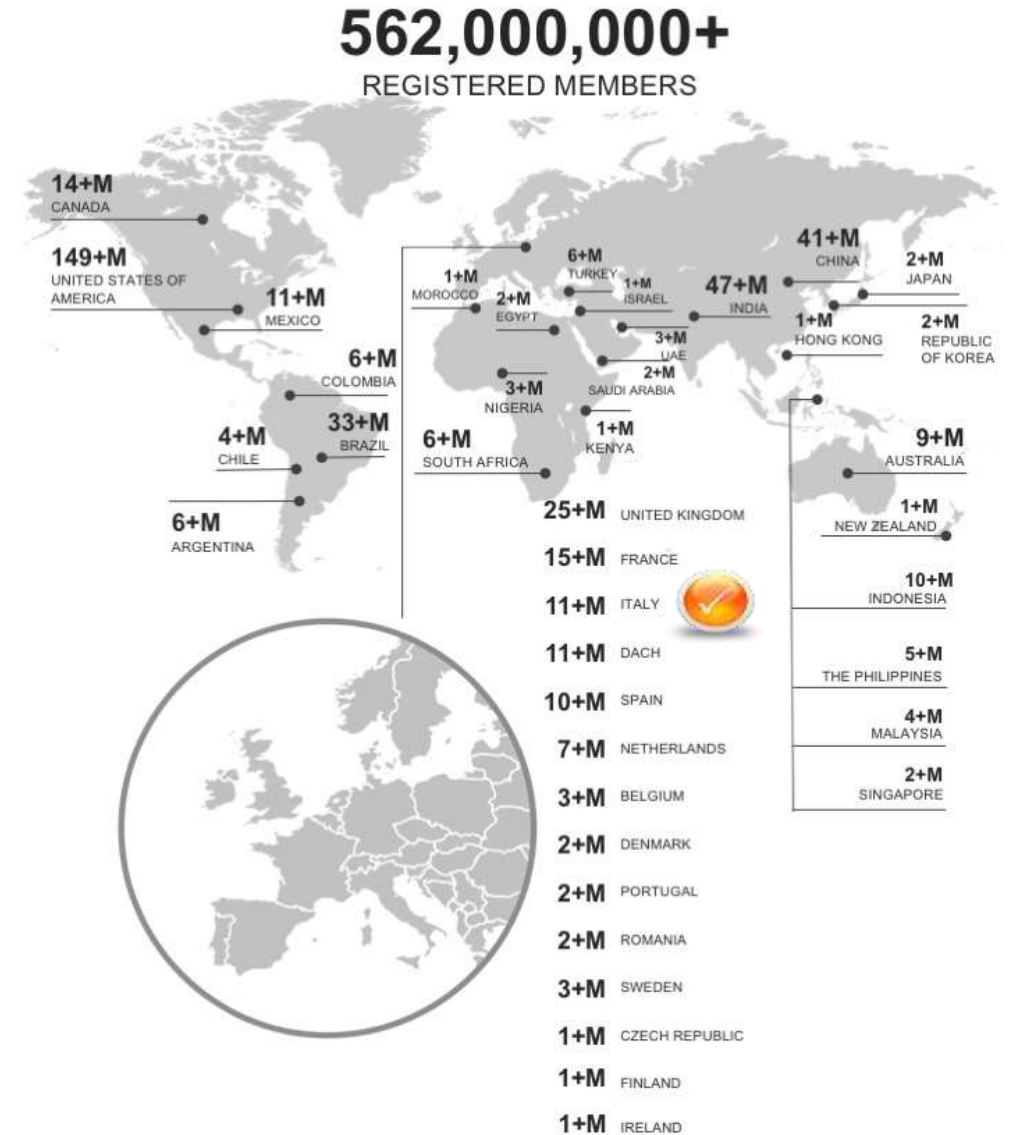 562,000,000+
REGISTERED MEMBERS
14+M
CANADA
149+M
UNITED STATES OF
AMERICA
11+M
MEXICO
6+M
COLOMBIA
33+M
BRAZIL
4+M
CHILE
6+M
ARGENTINA
1+M
MOROCCO
2+M
EGYPT
6+M
TURKEY
1+M
ISRAEL
3+M
UAE
2+M
SAUDI ARABIA
3+M
NIGERIA
1+M
KENYA
6+M
SOUTH AFRICA
47+M
INDIA
41+M
CHINA
2+M
JAPAN
1+M
HONG KONG
2+M
REPUBLIC
OF KOREA
9+M
AUSTRALIA
1+M
NEW ZEALAND
10+M
INDONESIA
5+M
THE PHILIPPINES
4+M
MALAYSIA
2+M
SINGAPORE
25+M UNITED KINGDOM
15+M FRANCE
11+M ITALY
11+M DACH
10+M SPAIN
7+M NETHERLANDS
3+M BELGIUM
2+M DENMARK
2+M PORTUGAL
2+M ROMANIA
3+M SWEDEN
1+M CZECH REPUBLIC
1+M FINLAND
1+M IRELAND